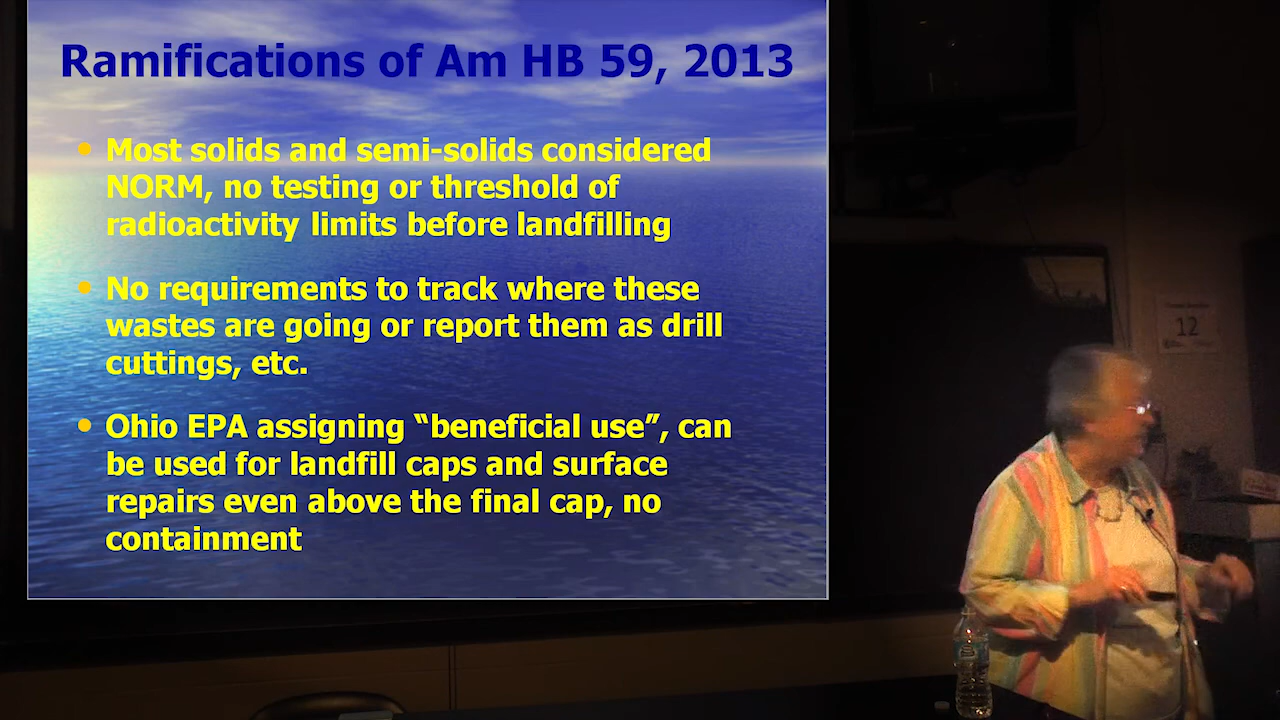 Ramifications of Am HB 59, 2013
• Most solids and semi-solids considered
NORM, no testing or threshold of
radioactivity limits before landfilling
• No requirements to track where these
wastes are going or report them as drill
cuttings, etc.
• Ohio EPA assigning “beneficial use”, can
be used for landfill caps and surface
repairs even above the final cap, no
containment
12